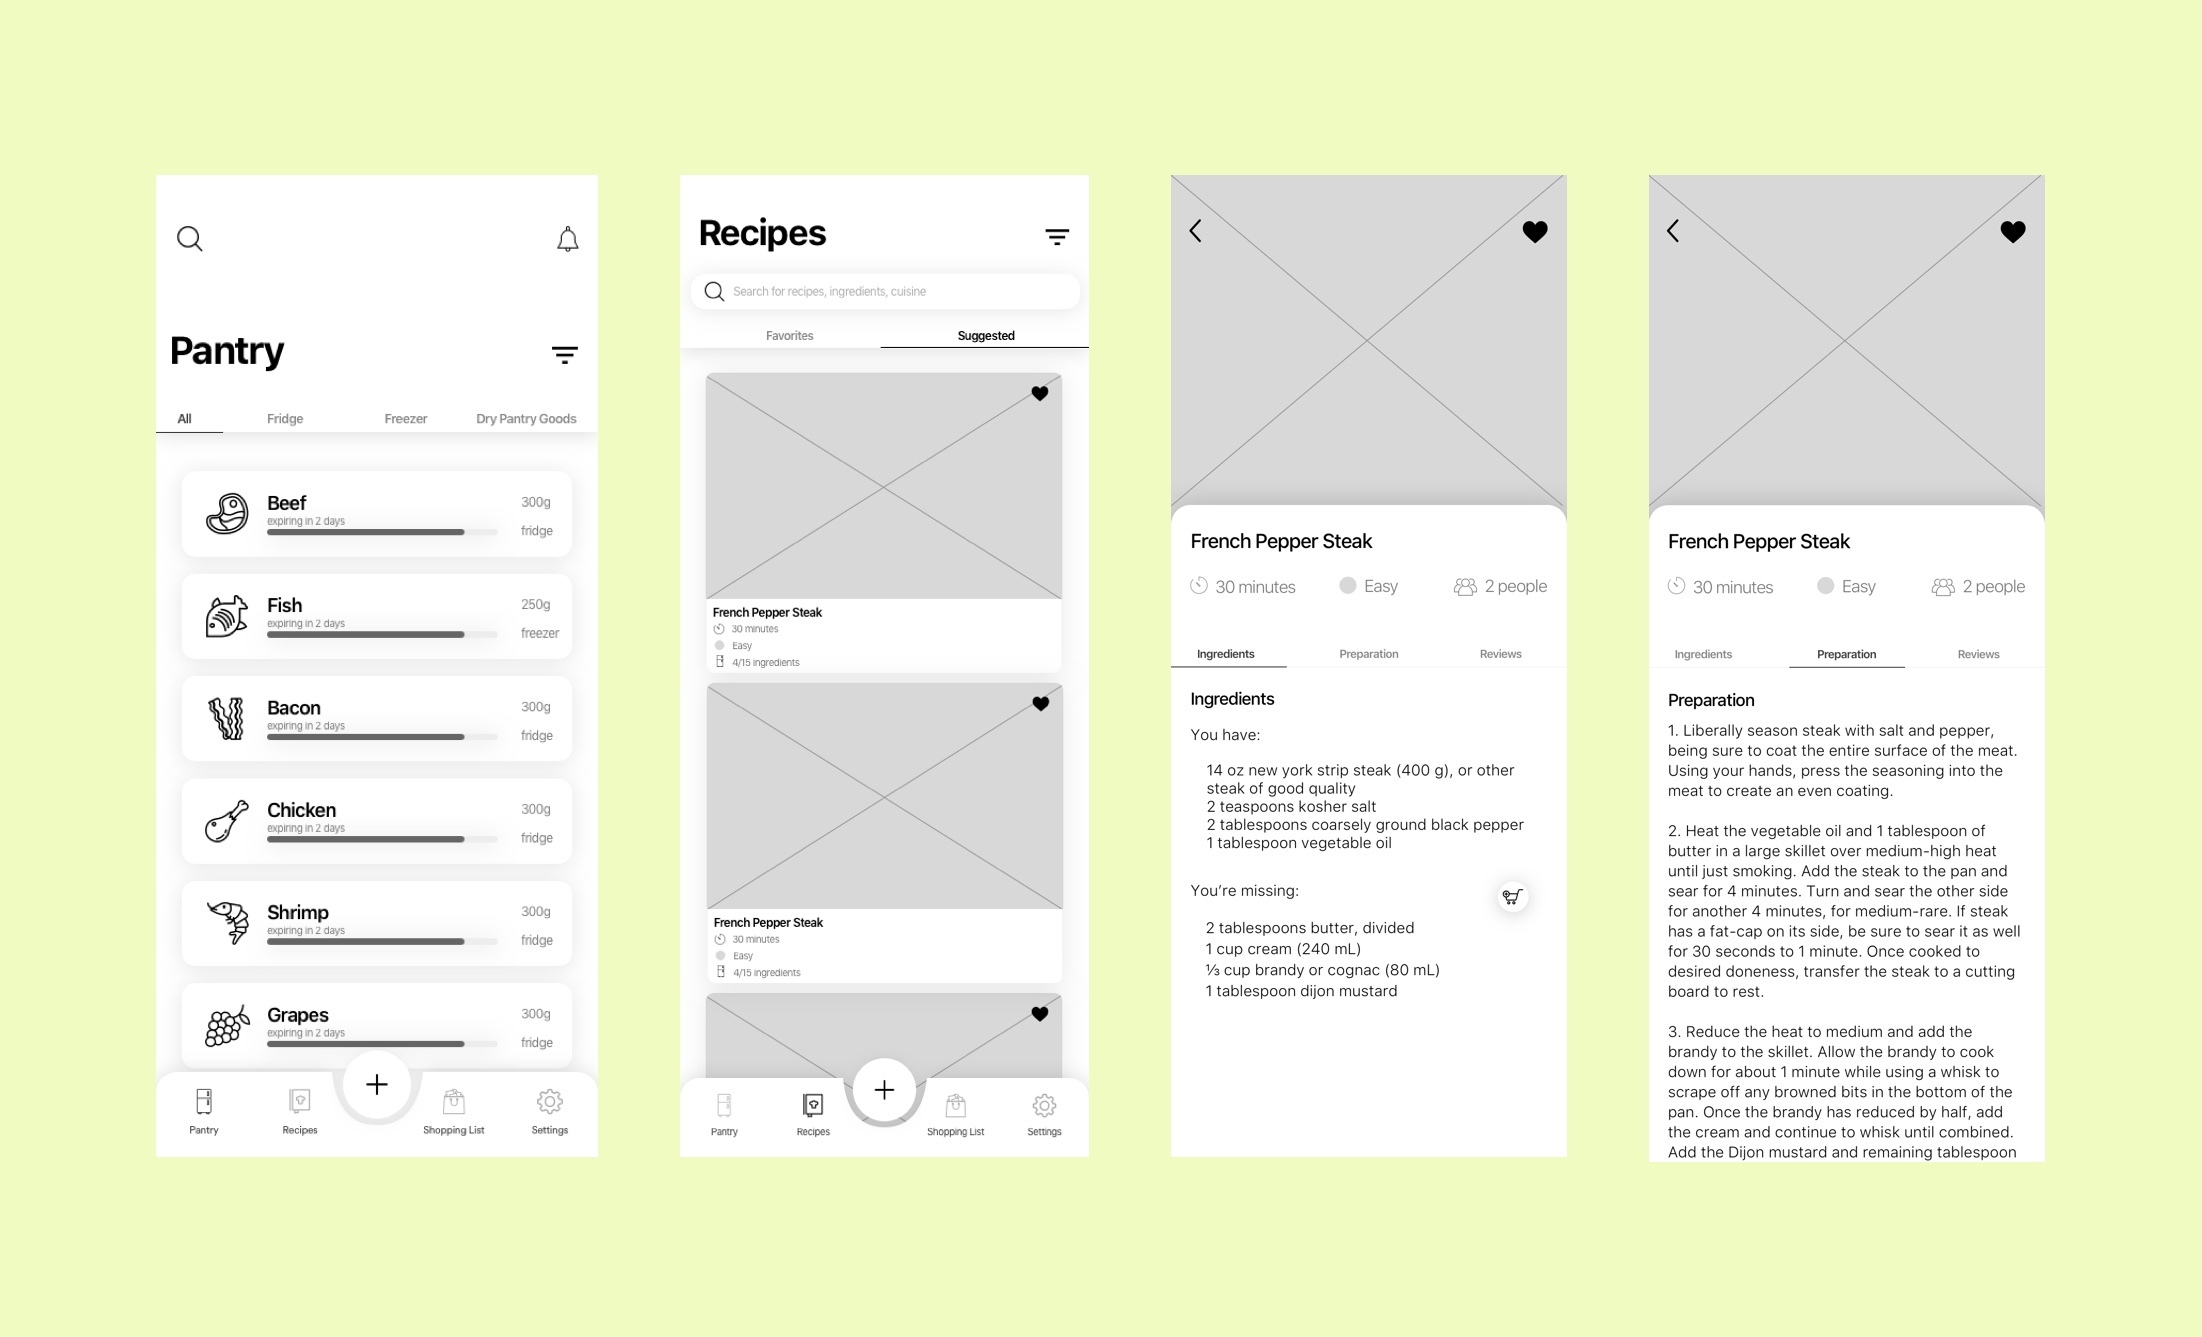 Pantry
All
Fridge
Freezer
Dry Pantry Goods
Beef
expiring in 2 days
300g
fridge
Fish
expiring in 2 days
250g
freezer
Bacon
expiring in 2 days
300g
fridge
Chicken
expiring in 2 days
300g
fridge
Shrimp
expiring in 2 days
300g
fridge
Grapes
expiring in 2 days
300g
fridge
Pantry
Recipes
Shopping List
Settings
Recipes
Search for recipes, ingredients, cuisine
Favorites
Suggested
French Pepper Steak
30 minutes
Easy
4/15 ingredients
French Pepper Steak
30 minutes
Easy
4/15 ingredients
Pantry
Recipes
Shopping List
Settings
French Pepper Steak
30 minutes
Easy
2 people
Ingredients
Preparation
Reviews
Ingredients
You have:
14 oz new york strip steak (400 g), or other
steak of good quality
2 teaspoons kosher salt
2 tablespoons coarsely ground black pepper
1 tablespoon vegetable oil
You’re missing:
2 tablespoons butter, divided
1 cup cream (240 mL)
⅓ cup brandy or cognac (80 mL)
1 tablespoon dijon mustard
French Pepper Steak
30 minutes
Easy
2 people
Ingredients
Preparation
Reviews
Preparation
1. Liberally season steak with salt and pepper,
being sure to coat the entire surface of the meat.
Using your hands, press the seasoning into the
meat to create an even coating.
2. Heat the vegetable oil and 1 tablespoon of
butter in a large skillet over medium-high heat
until just smoking. Add the steak to the pan and
sear for 4 minutes. Turn and sear the other side
for another 4 minutes, for medium-rare. If steak
has a fat-cap on its side, be sure to sear it as well
for 30 seconds to 1 minute. Once cooked to
desired doneness, transfer the steak to a cutting
board to rest.
3. Reduce the heat to medium and add the
brandy to the skillet. Allow the brandy to cook
down for about 1 minute while using a whisk to
scrape off any browned bits in the bottom of the
pan. Once the brandy has reduced by half, add
the cream and continue to whisk until combined.
Add the Dijon mustard and remaining tablespoon